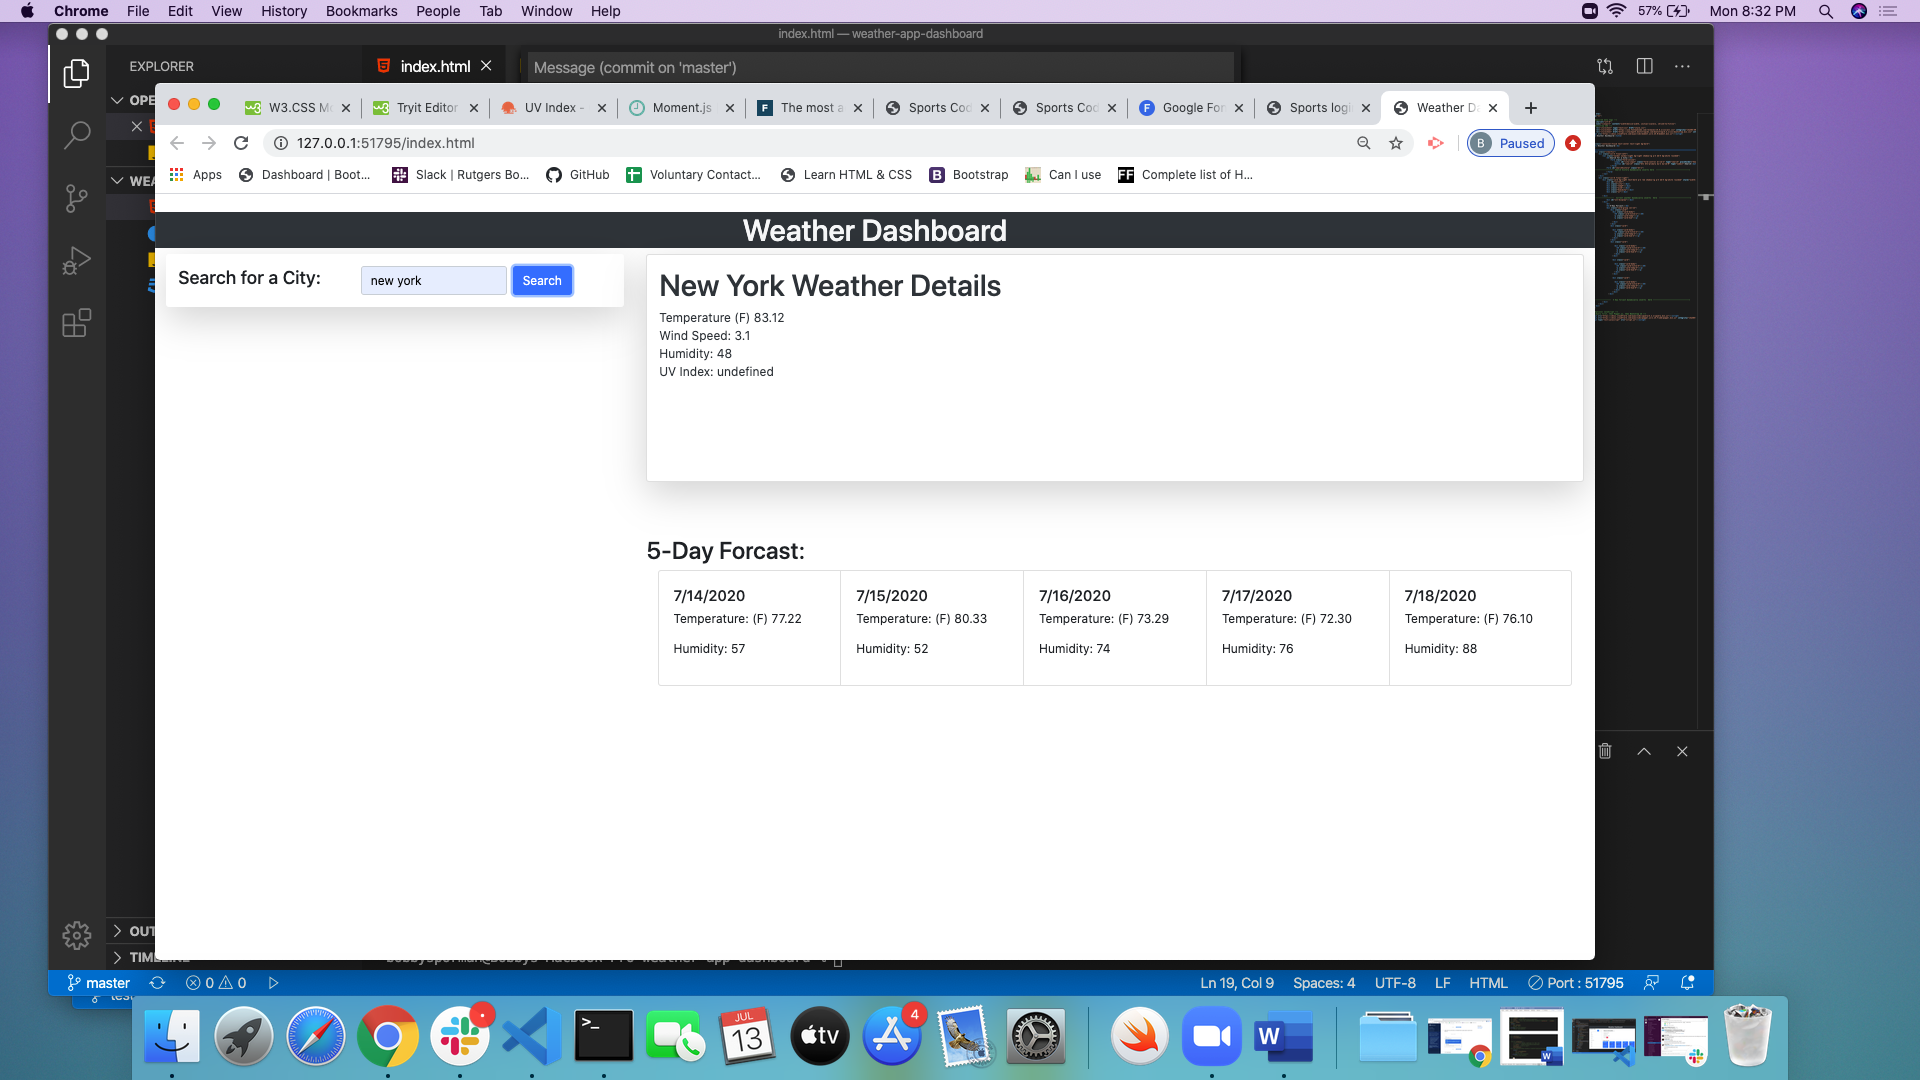 Chrome File Edit View History Bookmarks People Tab Window Help 57% Mon 8:32 PM
index.html — weather-app-dashboard
EXPLORER index.html Message (commit on 'master')
OPE
W3.CSS Mo Tryit Editor UV Index - Moment.js The most a Sports Cod Sports Cod Google Fon Sports logi Weather Da
127.0.0.1:51795/index.html B Paused
Apps Dashboard | Boot... Slack | Rutgers Bo... GitHub Voluntary Contact... Learn HTML & CSS Bootstrap Can I use FF Complete list of H...
WEA
Weather Dashboard
Search for a City: new york Search
New York Weather Details
Temperature (F) 83.12
Wind Speed: 3.1
Humidity: 48
UV Index: undefined
5-Day Forcast:
7/14/2020 7/15/2020 7/16/2020 7/17/2020 7/18/2020
Temperature: (F) 77.22 Temperature: (F) 80.33 Temperature: (F) 73.29 Temperature: (F) 72.30 Temperature: (F) 76.10
Humidity: 57 Humidity: 52 Humidity: 74 Humidity: 76 Humidity: 88
OUT
TIMELINE
master 0 0 Ln 19, Col 9 Spaces: 4 UTF-8 LF HTML Port : 51795
JUL 13 tv 4 W